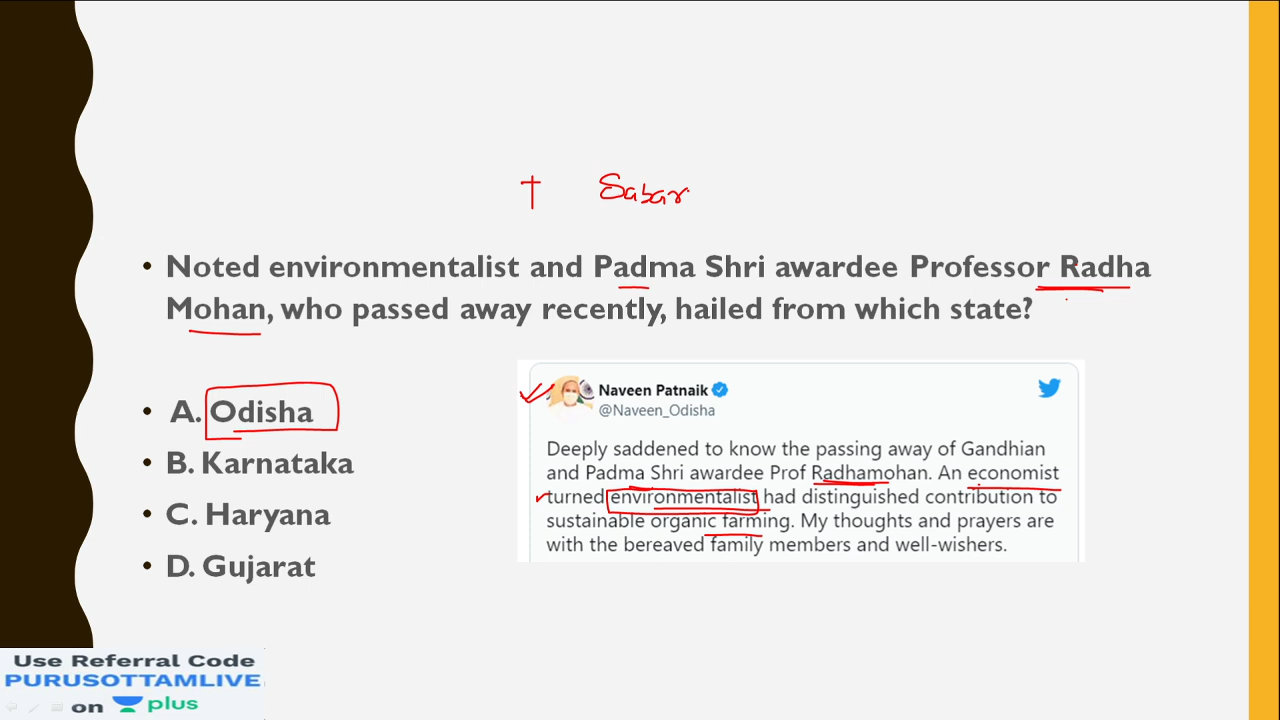 † Sabar
• Noted environmentalist and Padma Shri awardee Professor Radha
Mohan, who passed away recently, hailed from which state?
• A. Odisha
• B. Karnataka
• C. Haryana
• D. Gujarat
Naveen Patnaik
@Naveen_Odisha
Deeply saddened to know the passing away of Gandhian
and Padma Shri awardee Prof Radhamohan. An economist
turned environmentalist had distinguished contribution to
sustainable organic farming. My thoughts and prayers are
with the bereaved family members and well-wishers.
Use Referral Code
PURUSOTTAMLIVE
on plus